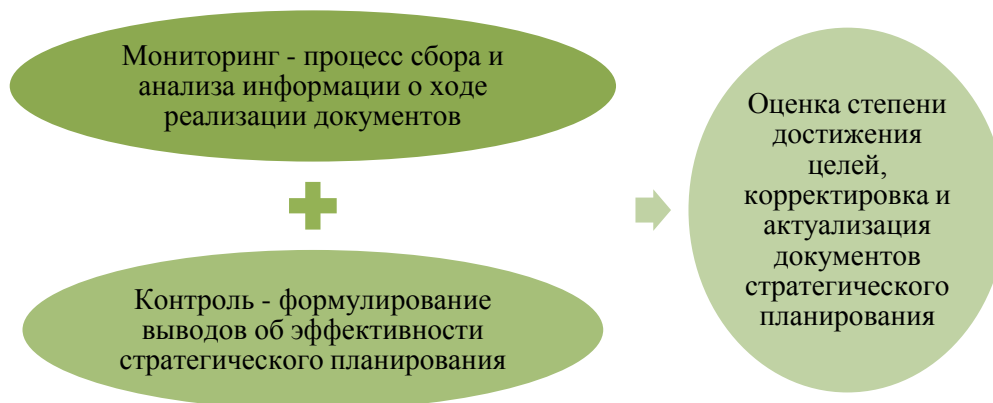 Мониторинг - процесс сбора и
анализа информации о ходе
реализации документов
Контроль - формулирование
выводов об эффективности
стратегического планирования
Оценка степени
достижения
целей,
корректировка и
актуализация
документов
стратегического
планирования